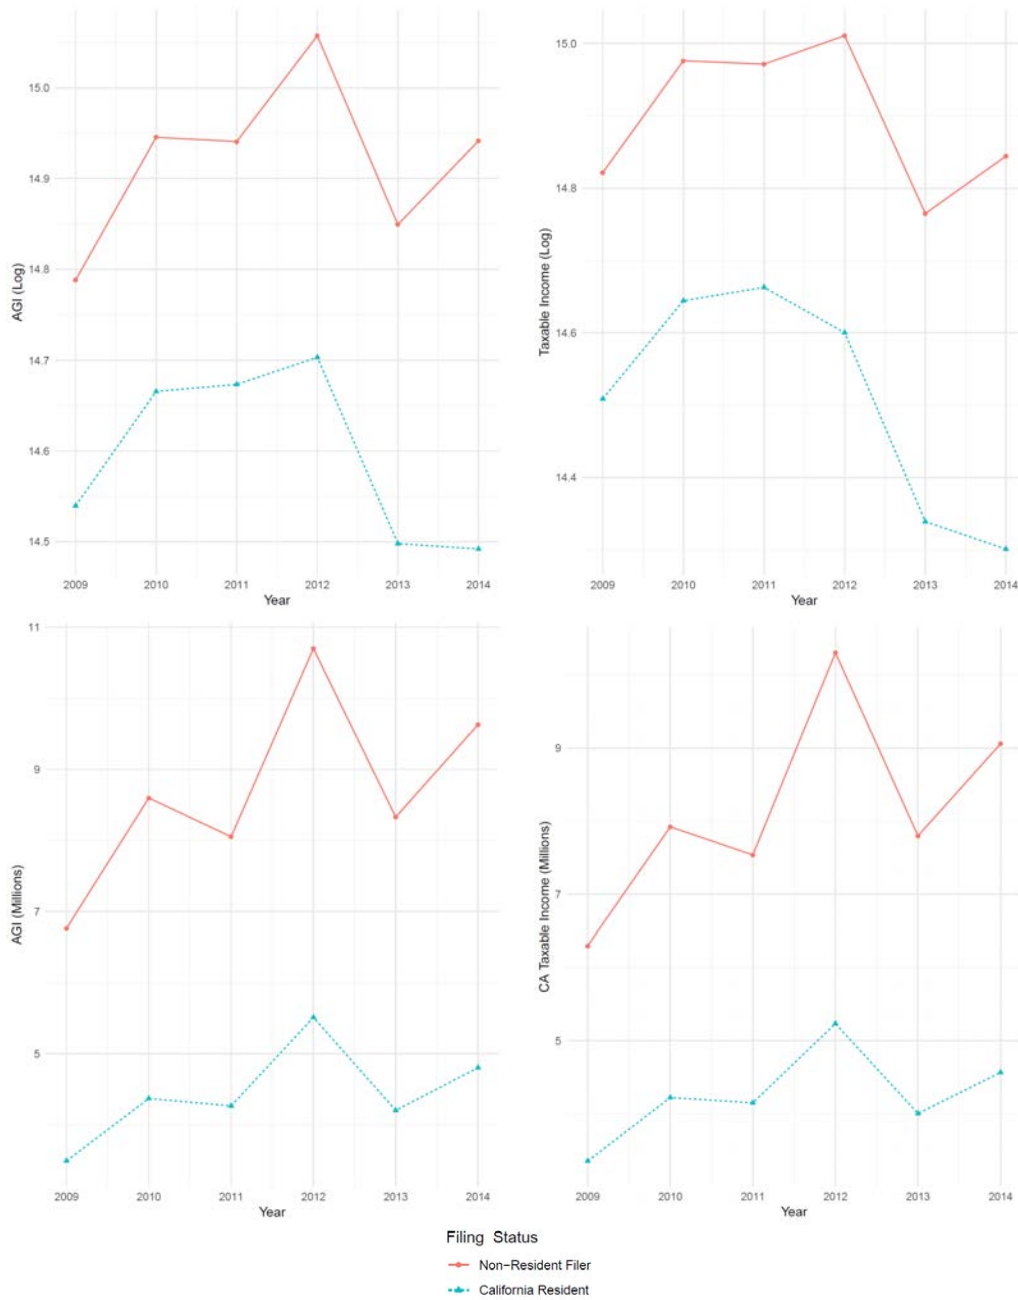 AGI (Log)
15.0
14.9
14.8
14.7
14.6
14.5
2009 2010 2011 2012 2013 2014
Year
Taxable Income (Log)
15.0
14.8
14.6
14.4
2009 2010 2011 2012 2013 2014
Year
AGI (Millions)
11
9
7
5
2009 2010 2011 2012 2013 2014
Year
CA Taxable Income (Millions)
9
7
5
2009 2010 2011 2012 2013 2014
Year
Filing Status
Non−Resident Filer
California Resident